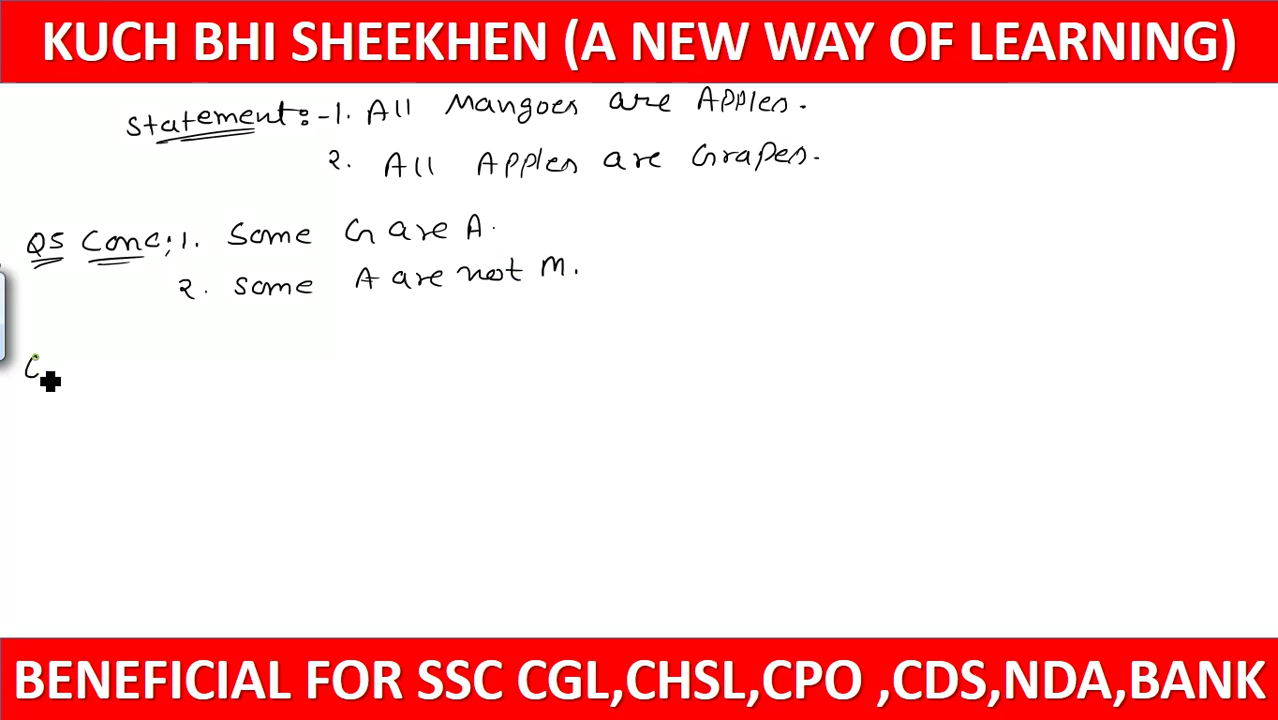 KUCH BHI SHEEKHEN (A NEW WAY OF LEARNING)
Statement:-1. All Mangoes are Apples.
2. All Apples are Grapes.
Q5 Conc;1. Some G are A.
2. Some A are not M.
BENEFICIAL FOR SSC CGL,CHSL,CPO ,CDS,NDA,BANK